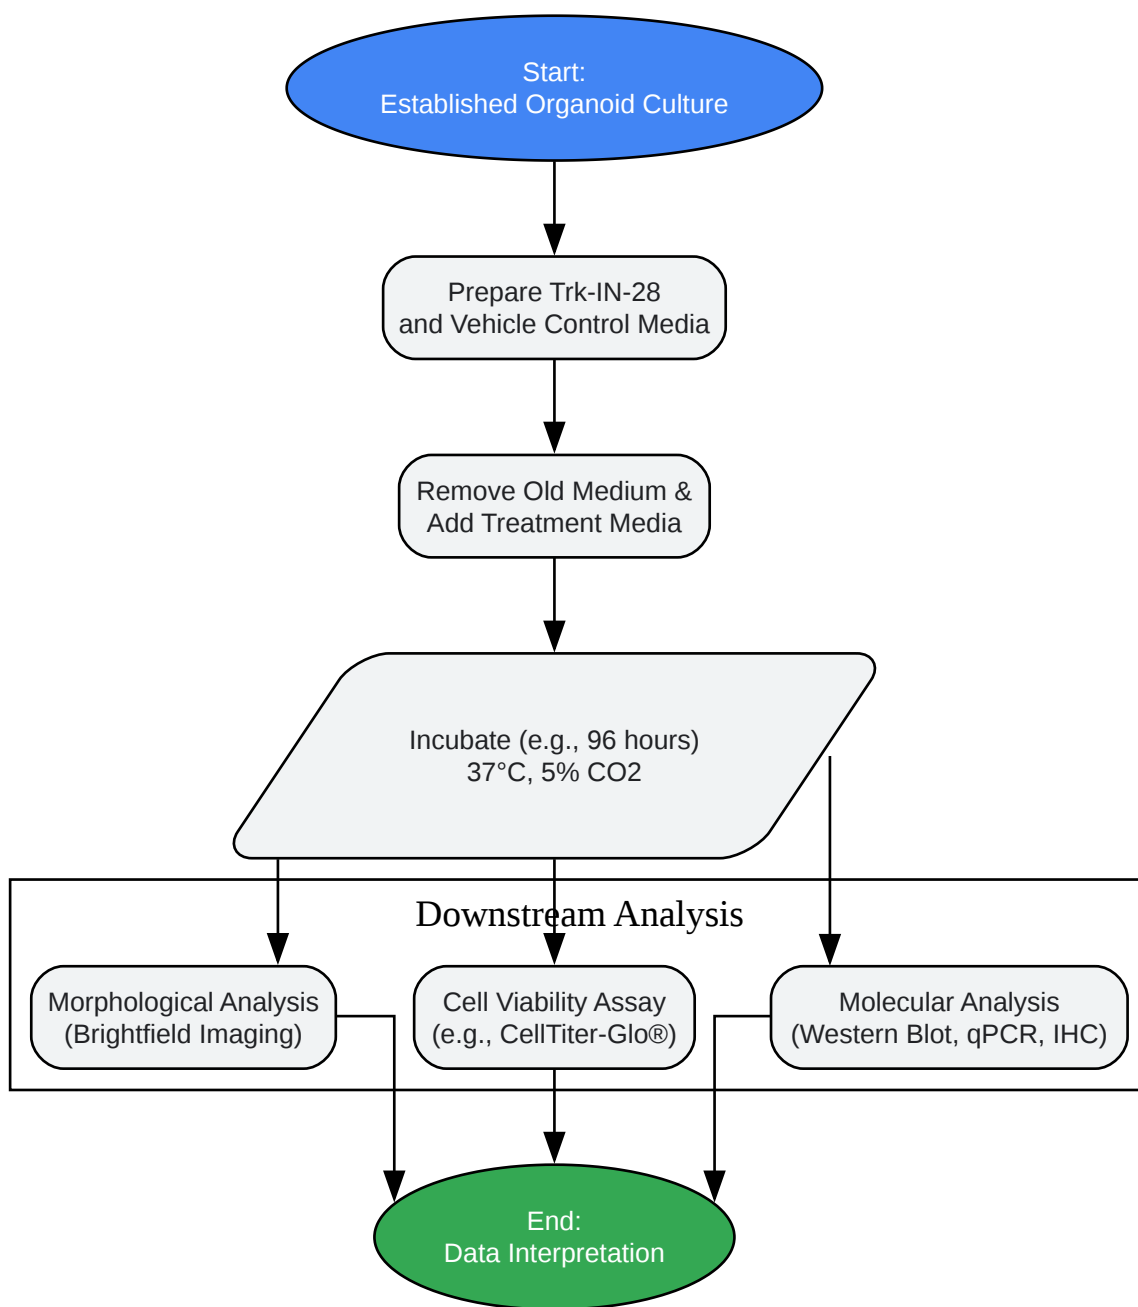 Start:
Established Organoid Culture
Prepare Trk-IN-28
and Vehicle Control Media
Remove Old Medium &
Add Treatment Media
Incubate (e.g., 96 hours)
37°C, 5% CO2
Downstream Analysis
Morphological Analysis
(Brightfield Imaging)
Cell Viability Assay
(e.g., CellTiter-Glo®)
Molecular Analysis
(Western Blot, qPCR, IHC)
End:
Data Interpretation